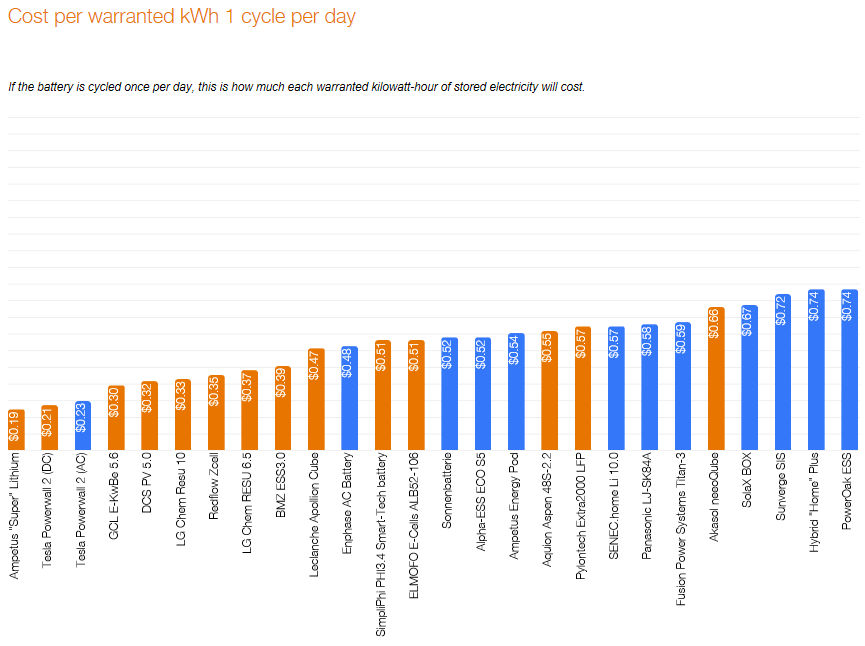 Cost per warranted kWh 1 cycle per day
If the battery is cycled once per day, this is how much each warranted kilowatt-hour of stored electricity will cost.
$0.19
$0.21
$0.23
$0.30
$0.32
$0.33
$0.35
$0.37
$0.39
$0.47
$0.48
$0.51
$0.51
$0.52
$0.52
$0.54
$0.55
$0.57
$0.57
$0.58
$0.59
$0.66
$0.67
$0.72
$0.74
$0.74
Ampetus "Super" Lithium
Tesla Powerwall 2 (DC)
Tesla Powerwall 2 (AC)
GCL E-KwBe 5.6
DCS PV 5.0
LG Chem Resu 10
Redflow Zcell
LG Chem RESU 6.5
BMZ ESS3.0
Leclanche Apollion Cube
Enphase AC Battery
SimpliPhi PHI3.4 Smart-Tech battery
ELMOFO E-Cells ALB52-106
Sonnenbatterie
Alpha-ESS ECO S5
Ampetus Energy Pod
Aquion Aspen 48S-2.2
Pylontech Extra2000 LFP
SENEC.home Li 10.0
Panasonic LJ-SK84A
Fusion Power Systems Titan-3
Akasol neeoQube
SolaX BOX
Sunverge SIS
Hybrid "Home" Plus
PowerOak ESS